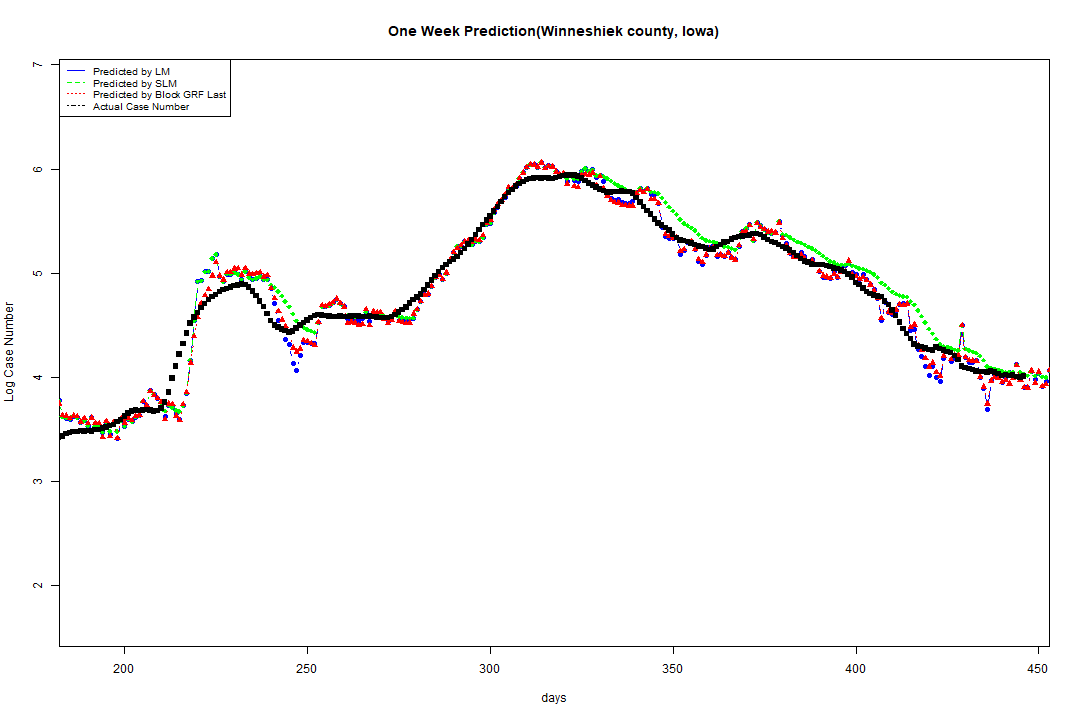 One Week Prediction(Winneshiek county, Iowa)
Predicted by LM
Predicted by SLM
Predicted by Block GRF Last
Actual Case Number
7
6
5
4
3
2
Log Case Number
200
250
300
350
400
450
days